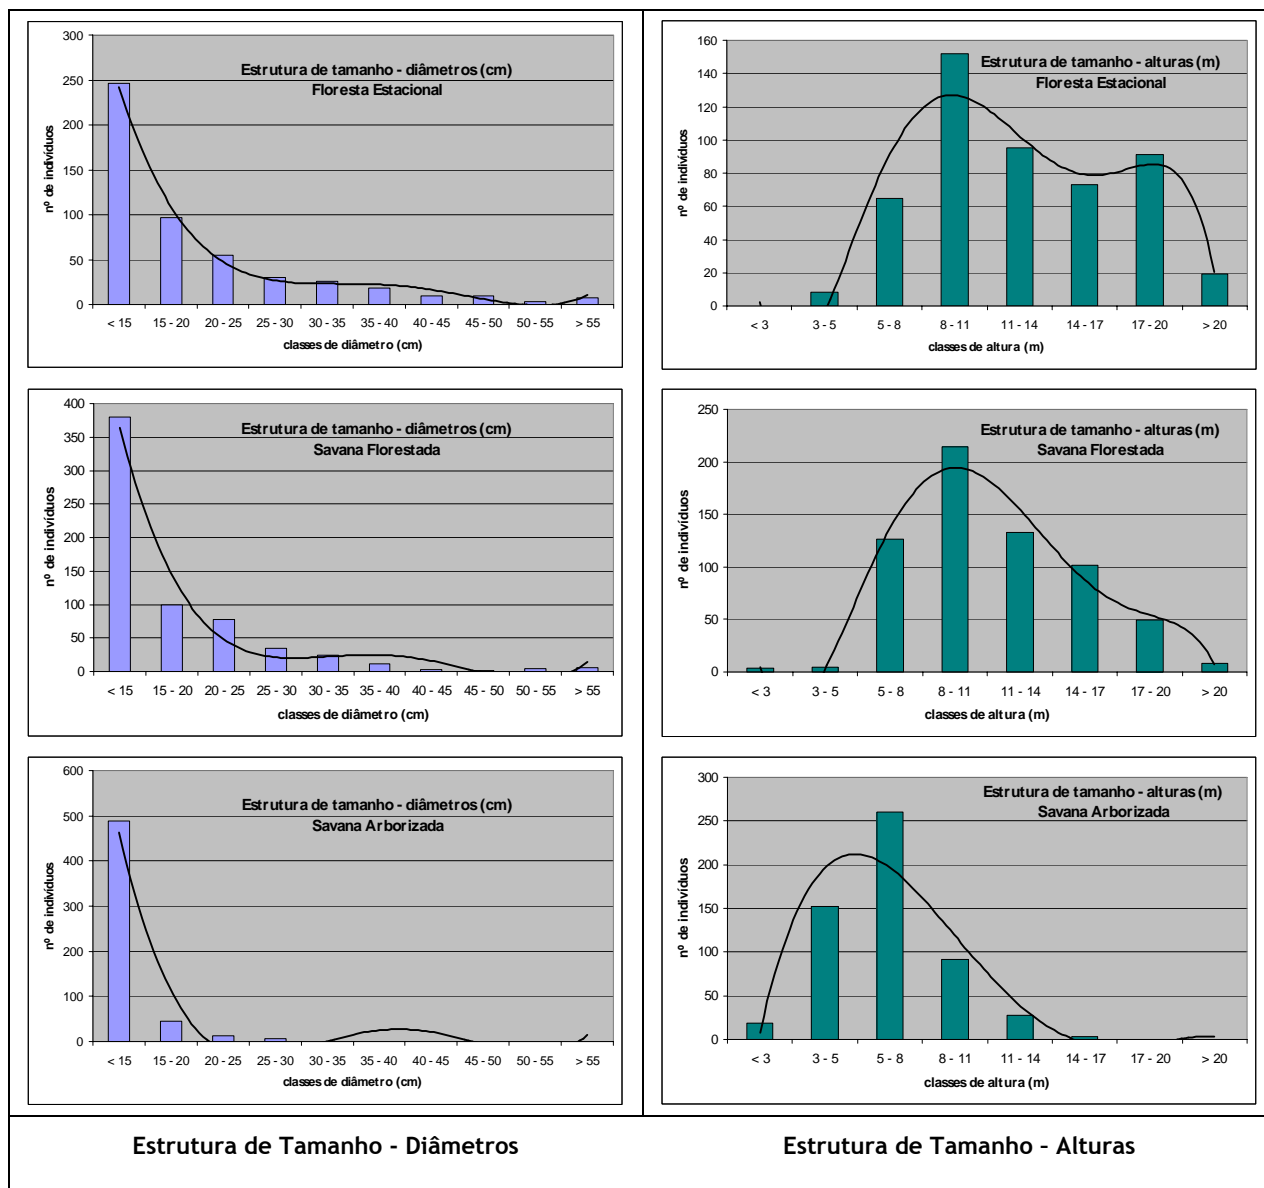 Estrutura de tamanho - diâmetros (cm)
Floresta Estacional
nº de indivíduos
300
250
200
150
100
50
0
< 15 15 - 20 20 - 25 25 - 30 30 - 35 35 - 40 40 - 45 45 - 50 50 - 55 > 55
classes de diâmetro (cm)
Estrutura de tamanho - alturas (m)
Floresta Estacional
nº de indivíduos
160
140
120
100
80
60
40
20
0
< 3 3 - 5 5 - 8 8 - 11 11 - 14 14 - 17 17 - 20 > 20
classes de altura (m)
Estrutura de tamanho - diâmetros (cm)
Savana Florestada
nº de indivíduos
400
350
300
250
200
150
100
50
0
< 15 15 - 20 20 - 25 25 - 30 30 - 35 35 - 40 40 - 45 45 - 50 50 - 55 > 55
classes de diâmetro (cm)
Estrutura de tamanho - alturas (m)
Savana Florestada
nº de indivíduos
250
200
150
100
50
0
< 3 3 - 5 5 - 8 8 - 11 11 - 14 14 - 17 17 - 20 > 20
classes de altura (m)
Estrutura de tamanho - diâmetros (cm)
Savana Arborizada
nº de indivíduos
600
500
400
300
200
100
0
< 15 15 - 20 20 - 25 25 - 30 30 - 35 35 - 40 40 - 45 45 - 50 50 - 55 > 55
classes de diâmetro (cm)
Estrutura de tamanho - alturas (m)
Savana Arborizada
nº de indivíduos
300
250
200
150
100
50
0
< 3 3 - 5 5 - 8 8 - 11 11 - 14 14 - 17 17 - 20 > 20
classes de altura (m)
Estrutura de Tamanho - Diâmetros
Estrutura de Tamanho – Alturas